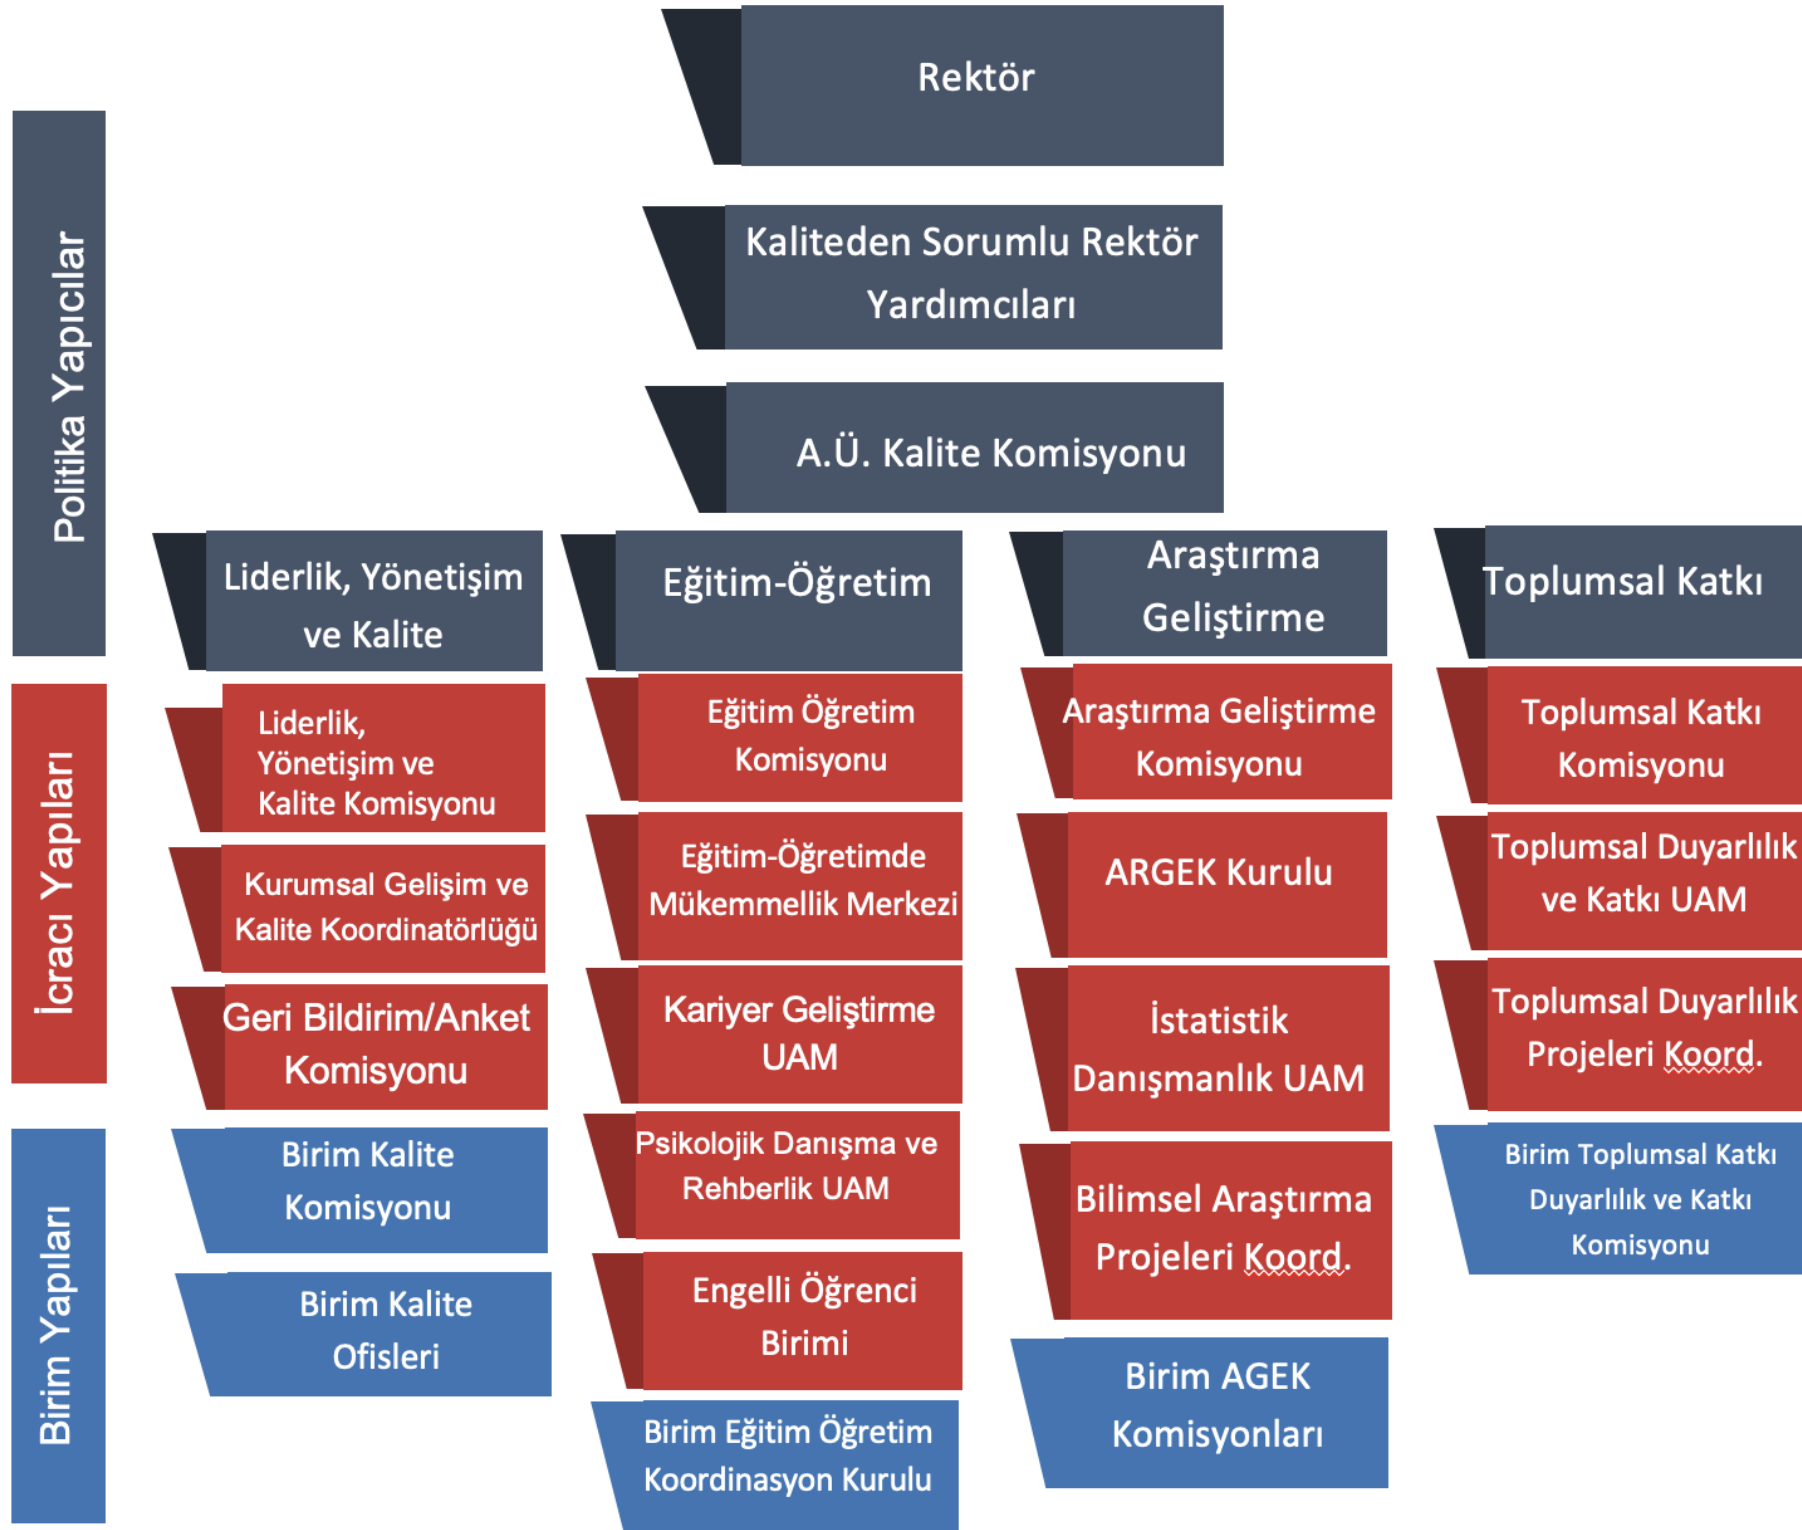 Politika Yapıcılar
Rektör
Kaliteden Sorumlu Rektör
Yardımcıları
A.Ü. Kalite Komisyonu
Liderlik, Yönetişim
ve Kalite
Eğitim-Öğretim
Araştırma
Geliştirme
Toplumsal Katkı
İcracı Yapıları
Liderlik,
Yönetişim ve
Kalite Komisyonu
Kurumsal Gelişim ve
Kalite Koordinatörlüğü
Geri Bildirim/Anket
Komisyonu
Eğitim Öğretim
Komisyonu
Eğitim-Öğretimde
Mükemmellik Merkezi
Kariyer Geliştirme
UAM
Psikolojik Danışma ve
Rehberlik UAM
Engelli Öğrenci
Birimi
Araştırma Geliştirme
Komisyonu
ARGEK Kurulu
İstatistik
Danışmanlık UAM
Bilimsel Araştırma
Projeleri Koord.
Toplumsal Katkı
Komisyonu
Toplumsal Duyarlılık
ve Katkı UAM
Toplumsal Duyarlılık
Projeleri Koord.
Birim Yapıları
Birim Kalite
Komisyonu
Birim Kalite
Ofisleri
Birim Eğitim Öğretim
Koordinasyon Kurulu
Birim AGEK
Komisyonları
Birim Toplumsal Katkı
Duyarlılık ve Katkı
Komisyonu